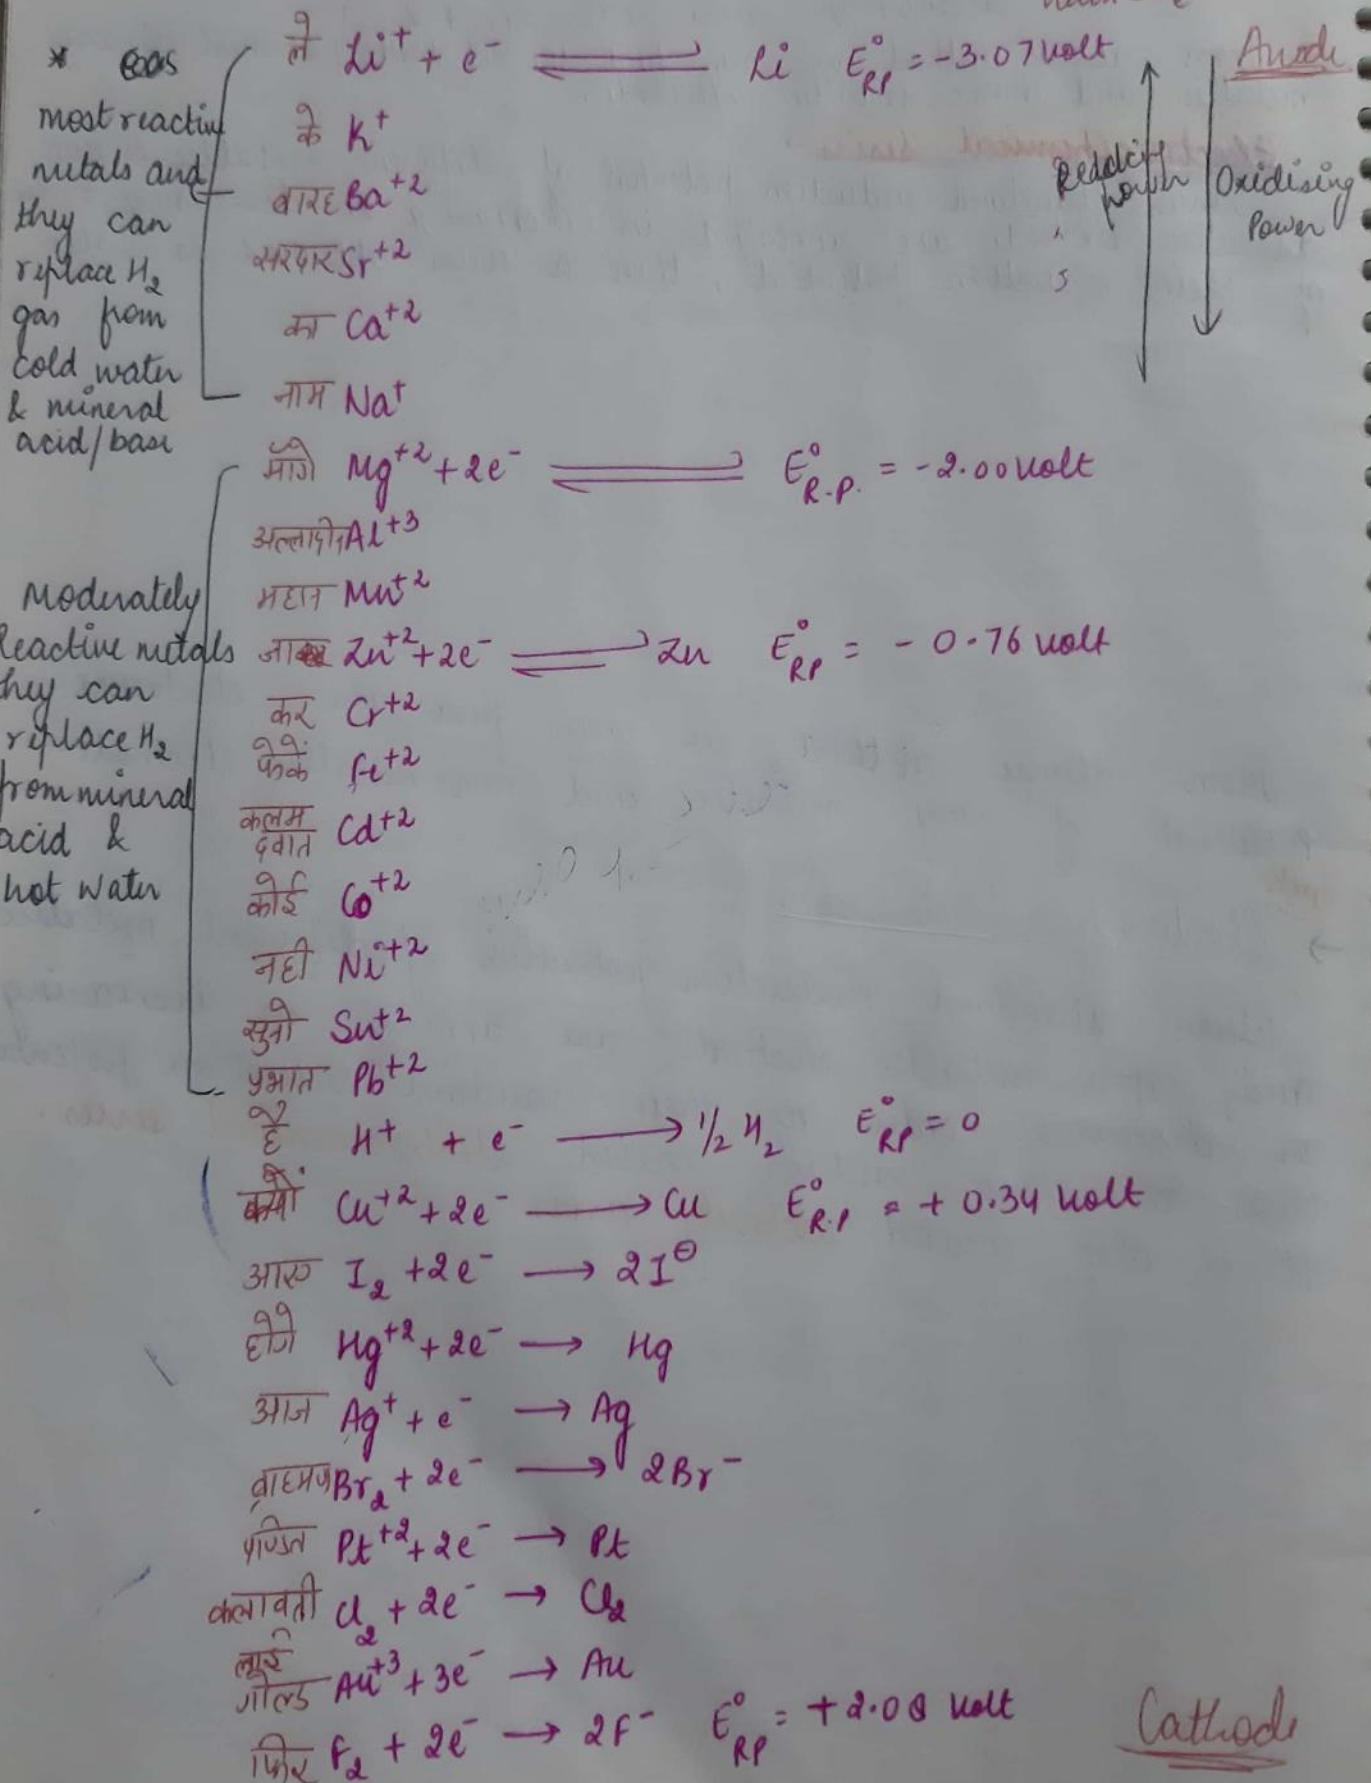 * most reactive
metals and
they can
replace H₂
gas from
cold water
& mineral
acid/base
ले Li⁺ + e⁻ ⇌ Li E°RP = -3.07 volt
Anode
के K⁺
बारह Ba⁺²
सरदार Sr⁺²
का Ca⁺²
नाम Na⁺
power
Oxidising
Power
Moderately
Reactive metals
they can
replace H₂
from mineral
acid &
hot water
माँगे Mg⁺² + 2e⁻ ⇌ E°R.P. = -2.00 volt
अल्लादीन Al⁺³
महान Mn⁺²
जा Zn⁺² + 2e⁻ ⇌ Zn E°RP = -0.76 volt
कर Cr⁺²
फेंके Fe⁺²
कलम
दवात Cd⁺²
कोई Co⁺²
नही Ni⁺²
सुनो Sn⁺²
प्रभात Pb⁺²
है H⁺ + e⁻ → 1/2 H₂ E°RP = 0
क्यों Cu⁺² + 2e⁻ → Cu E°R.P = + 0.34 volt
I₂ + 2e⁻ → 2I⊖
होगे Hg⁺² + 2e⁻ → Hg
आज Ag⁺ + e⁻ → Ag
ब्राह्मण Br₂ + 2e⁻ → 2Br⁻
पण्डित Pt⁺² + 2e⁻ → Pt
कलावती Cl₂ + 2e⁻ → Cl₂
लाई
गोल्ड Au⁺³ + 3e⁻ → Au
फिर F₂ + 2e⁻ → 2F⁻ E°RP = +2.08 volt
Cathode